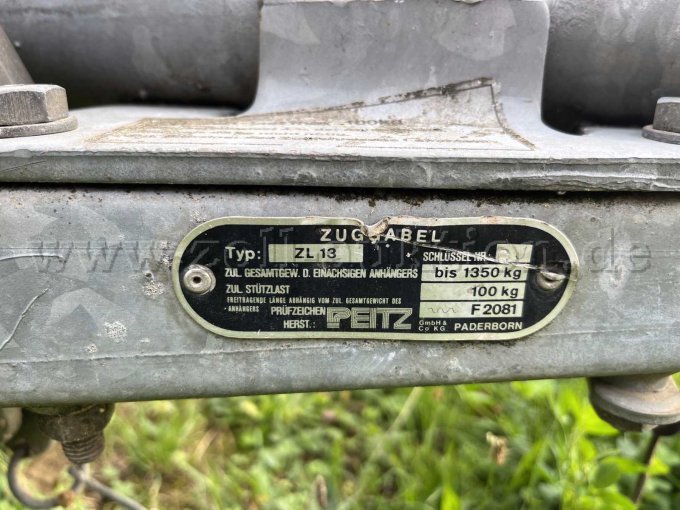 ZUGGABEL
Typ: ZL 13 SCHLÜSSEL NR.
ZUL. GESAMTGEW. D. EINACHSIGEN ANHÄNGERS bis 1350 kg
ZUL. STÜTZLAST 100 kg
FREITRAGENDE LÄNGE ABHÄNGIG VOM ZUL. GESAMTGEWICHT DES
ANHÄNGERS PRÜFZEICHEN F 2081
HERST.: PEITZ GmbH & Co KG. PADERBORN